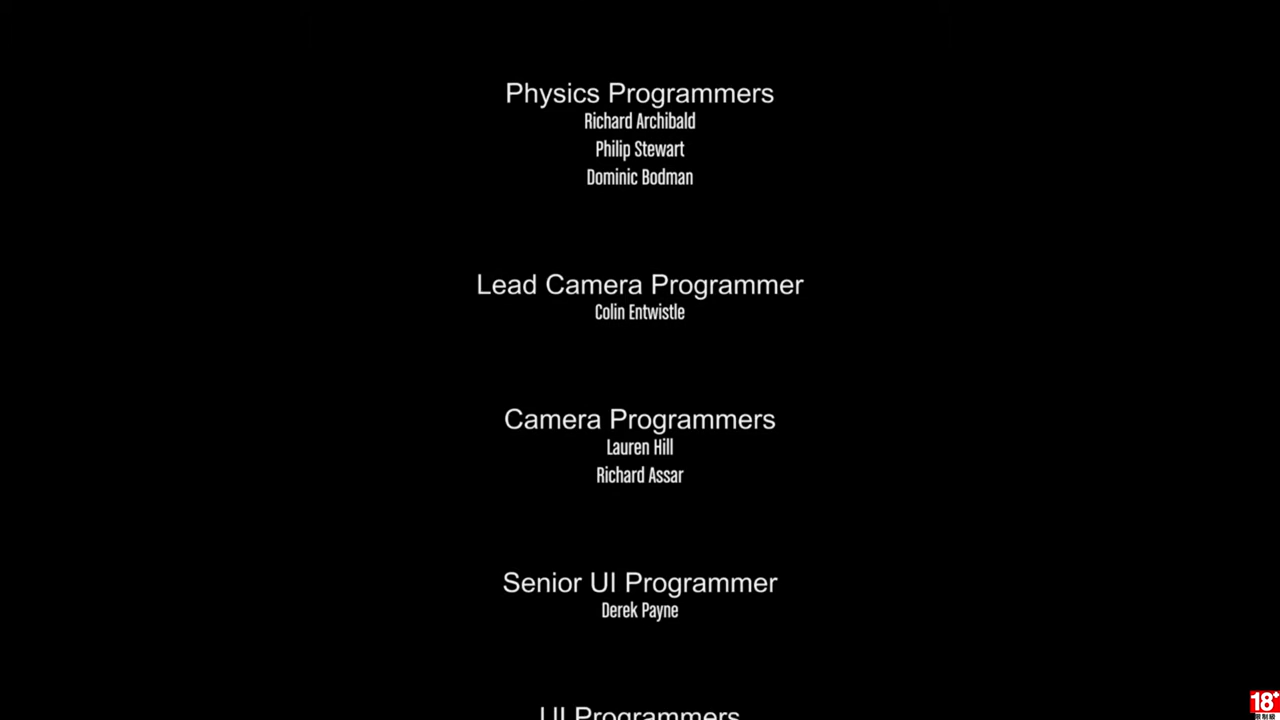 Physics Programmers
Richard Archibald
Philip Stewart
Dominic Bodman
Lead Camera Programmer
Colin Entwistle
Camera Programmers
Lauren Hill
Richard Assar
Senior UI Programmer
Derek Payne
UI Programmers
18+